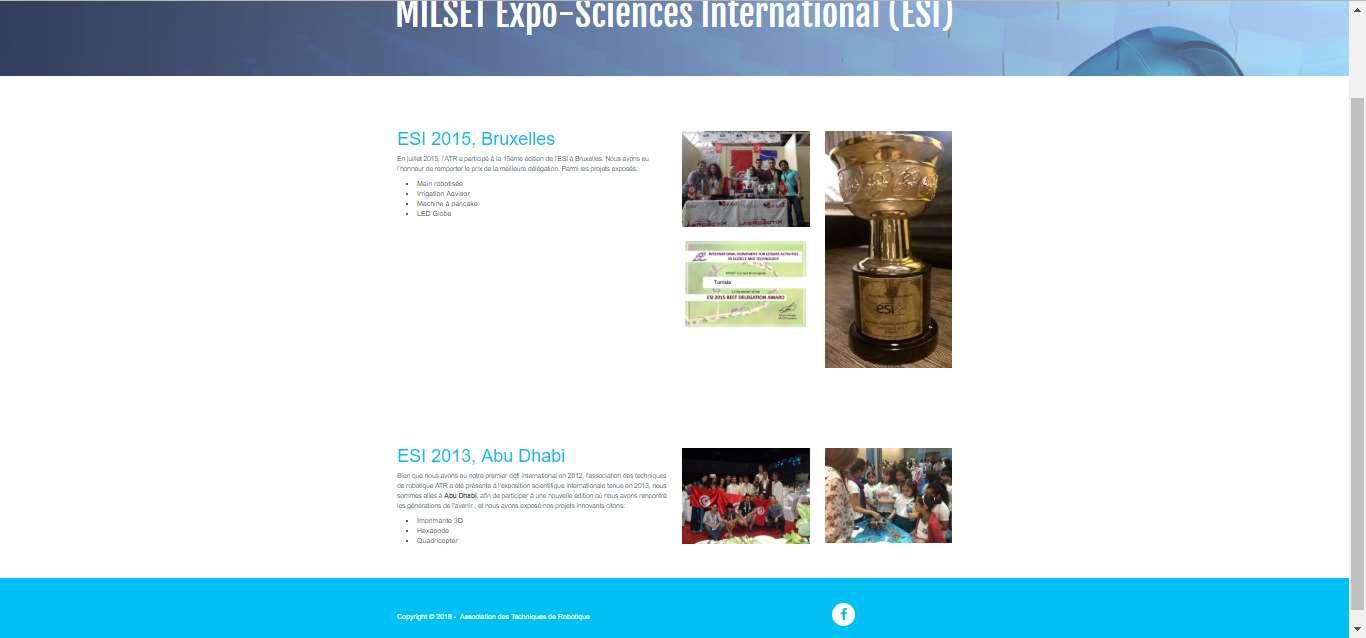 MILSET Expo-Sciences International (ESI)
ESI 2015, Bruxelles
En juillet 2015, l'ATR a participé à la 15ème édition de l'ESI à Bruxelles. Nous avons eu
l'honneur de remporter le prix de la meilleure délégation. Parmi les projets exposés:
Main robotisée
Irrigation Advisor
Machine à pancake
LED Globe
INTERNATIONAL MOVEMENT FOR LEISURE ACTIVITIES
IN SCIENCE AND TECHNOLOGY
Tunisia
ESI 2015 BEST DELEGATION AWARD
esi
ESI 2013, Abu Dhabi
Bien que nous avons eu notre premier défi international en 2012, l'association des techniques
de robotique ATR a été présente à l'exposition scientifique internationale tenue en 2013, nous
sommes allés à Abu Dhabi, afin de participer à une nouvelle édition où nous avons rencontré
les générations de l'avenir , et nous avons exposé nos projets innovants citons:
Imprimante 3D
Hexapode
Quadricopter
Copyright © 2018 - Association des Techniques de Robotique
f